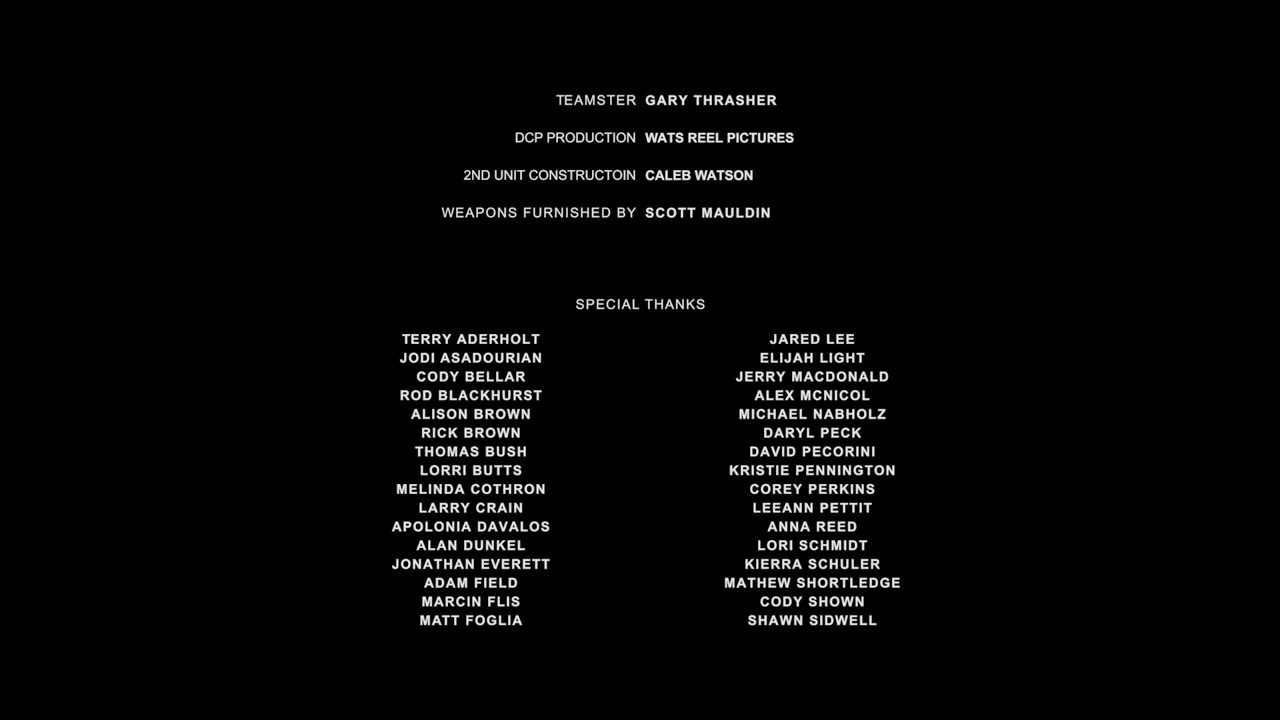 TEAMSTER GARY THRASHER
DCP PRODUCTION WATS REEL PICTURES
2ND UNIT CONSTRUCTOIN CALEB WATSON
WEAPONS FURNISHED BY SCOTT MAULDIN
SPECIAL THANKS
TERRY ADERHOLT
JODI ASADOURIAN
CODY BELLAR
ROD BLACKHURST
ALISON BROWN
RICK BROWN
THOMAS BUSH
LORRI BUTTS
MELINDA COTHRON
LARRY CRAIN
APOLONIA DAVALOS
ALAN DUNKEL
JONATHAN EVERETT
ADAM FIELD
MARCIN FLIS
MATT FOGLIA
JARED LEE
ELIJAH LIGHT
JERRY MACDONALD
ALEX MCNICOL
MICHAEL NABHOLZ
DARYL PECK
DAVID PECORINI
KRISTIE PENNINGTON
COREY PERKINS
LEEANN PETTIT
ANNA REED
LORI SCHMIDT
KIERRA SCHULER
MATHEW SHORTLEDGE
CODY SHOWN
SHAWN SIDWELL